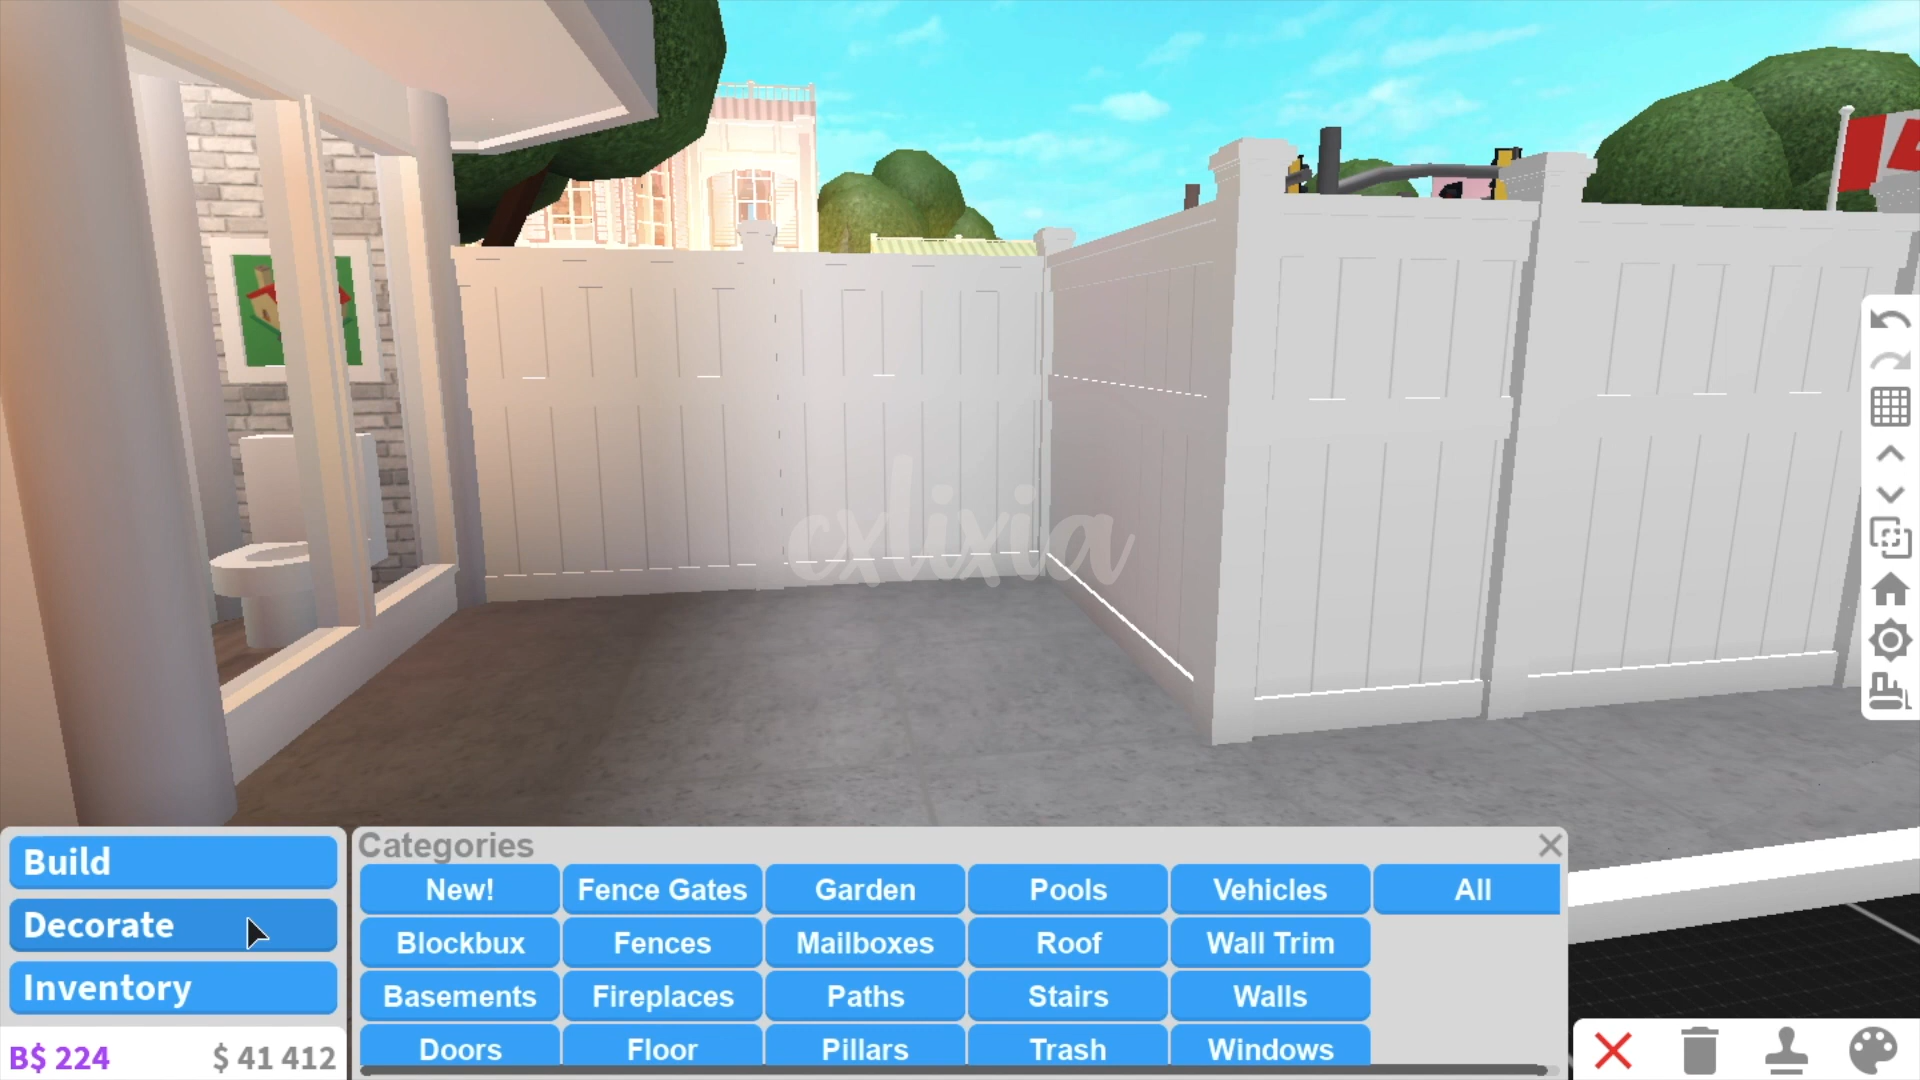 cxlixia
Build
Decorate
Inventory
B$ 224
$ 41 412
Categories
New!
Fence Gates
Garden
Pools
Vehicles
All
Blockbux
Fences
Mailboxes
Roof
Wall Trim
Basements
Fireplaces
Paths
Stairs
Walls
Doors
Floor
Pillars
Trash
Windows